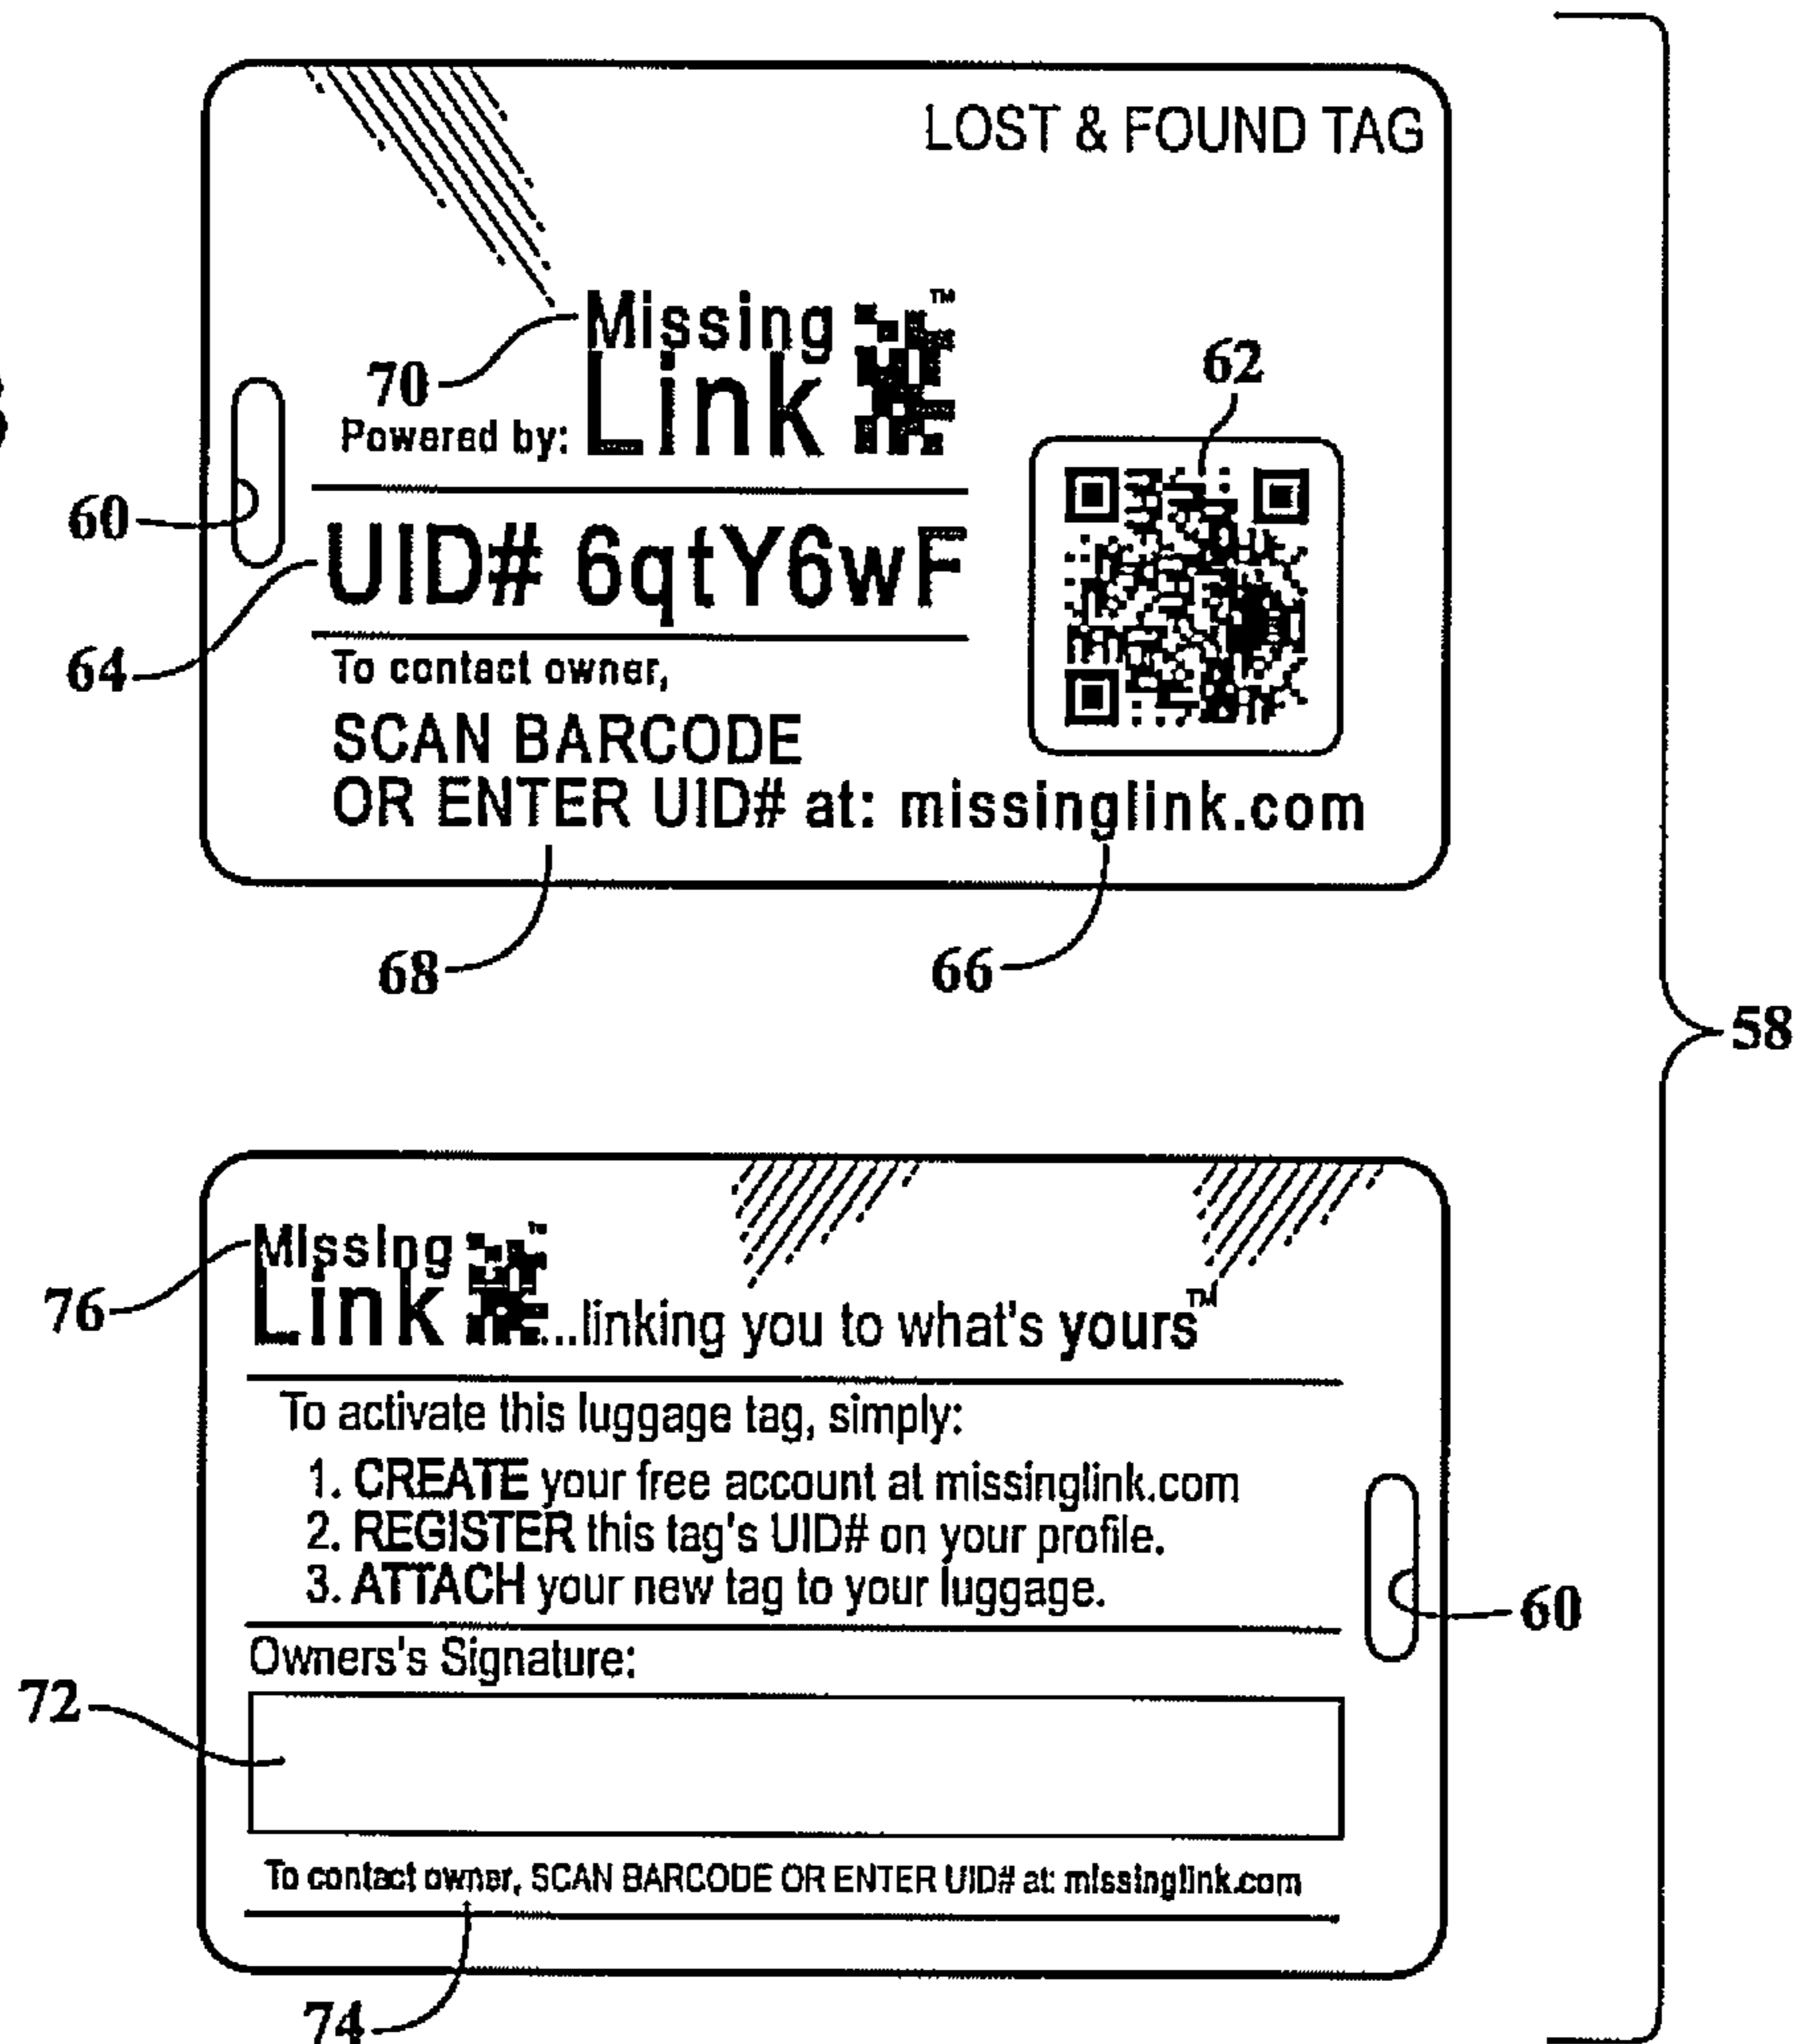 LOST & FOUND TAG
Missing ™
70
62
Powered by: Link
60
UID# 6qtY6wF
64
To contact owner,
SCAN BARCODE
OR ENTER UID# at: missinglink.com
68
66
58
Missing ™
76
Link ...linking you to what's yours™
To activate this luggage tag, simply:
1. CREATE your free account at missinglink.com
2. REGISTER this tag's UID# on your profile.
3. ATTACH your new tag to your luggage.
60
Owners's Signature:
72
To contact owner, SCAN BARCODE OR ENTER UID# at: missinglink.com
74